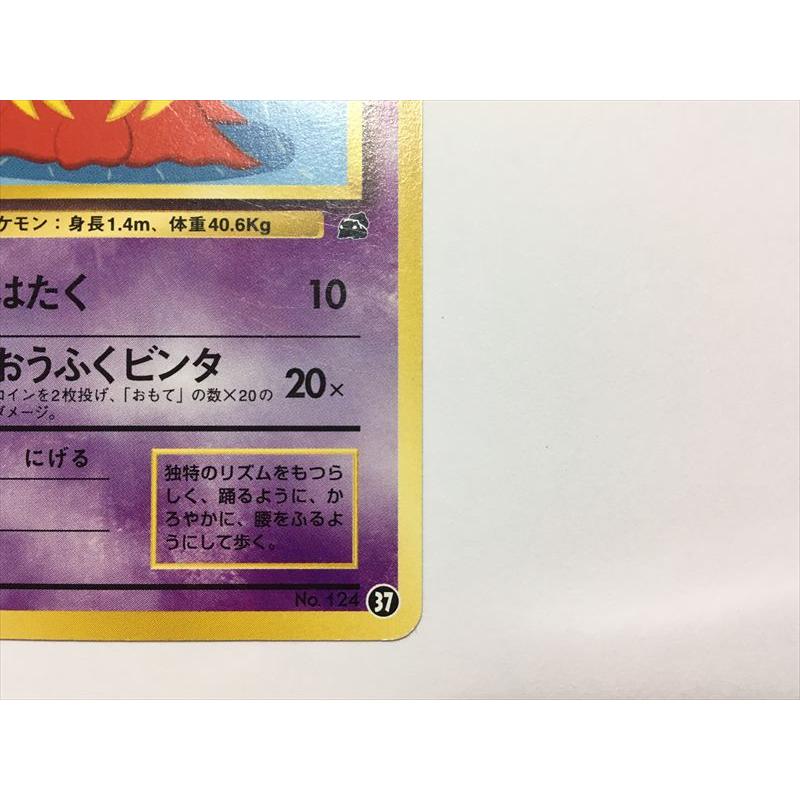 ケモン：身長1.4m、体重40.6Kg
はたく 10
おうふくビンタ 20×
コインを2枚投げ、「おもて」の数×20の
ダメージ。
にげる
独特のリズムをもつら
しく、踊るように、か
ろやかに、腰をふるよ
うにして歩く。
No. 124 37